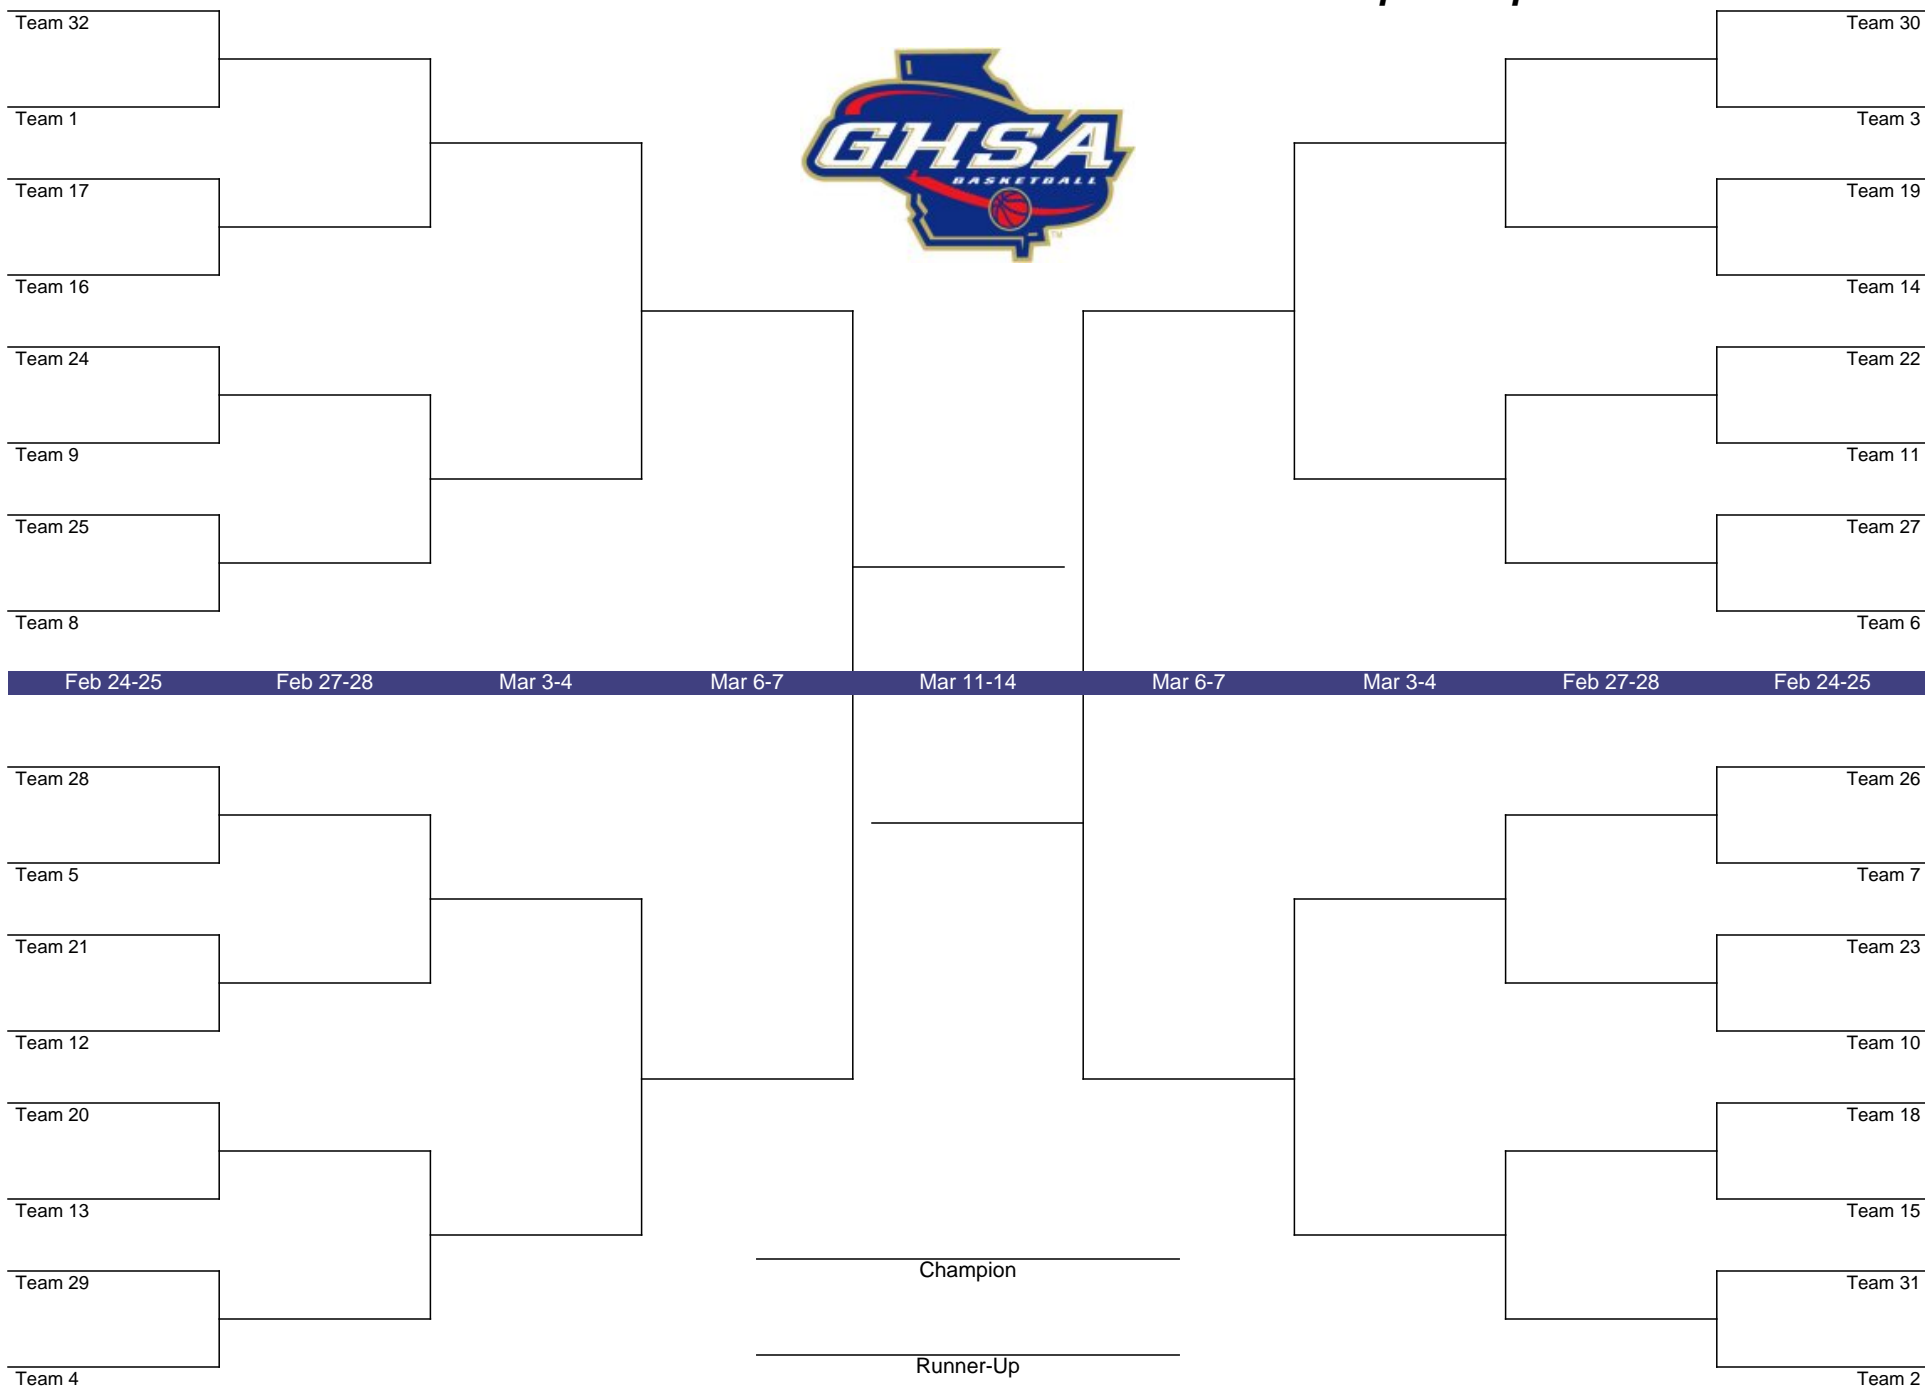 Team 32
Team 30
Team 1
Team 3
GHSA
BASKETBALL
TM
Team 17
Team 19
Team 16
Team 14
Team 24
Team 22
Team 9
Team 11
Team 25
Team 27
Team 8
Team 6
Feb 24-25 Feb 27-28 Mar 3-4 Mar 6-7 Mar 11-14 Mar 6-7 Mar 3-4 Feb 27-28 Feb 24-25
Team 28
Team 26
Team 5
Team 7
Team 21
Team 23
Team 12
Team 10
Team 20
Team 18
Team 13
Team 15
Champion
Team 29
Team 31
Runner-Up
Team 4
Team 2